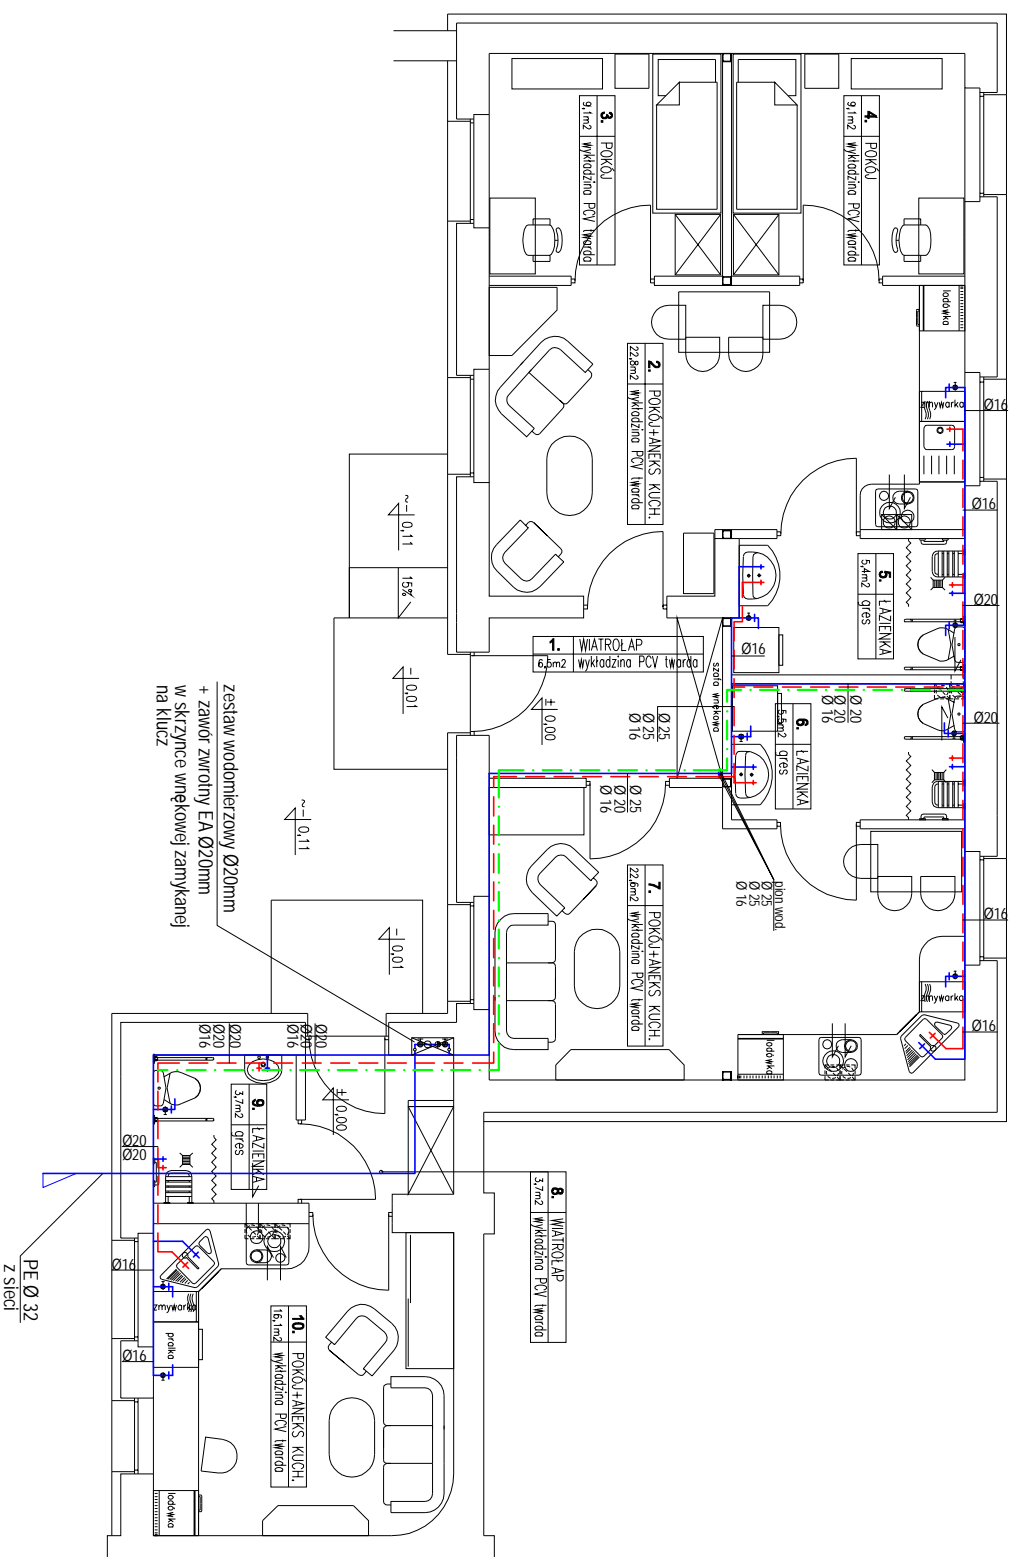 3. POKÓJ
9,1m2 wykładzina PCV twarda
4. POKÓJ
9,1m2 wykładzina PCV twarda
lodówka
2. POKÓJ+ANEKS KUCH.
22,8m2 wykładzina PCV twarda
zmywarka
Ø16
Ø16
5. ŁAZIENKA
5,4m2 gres
Ø20
1. WIATROŁAP
6,5m2 wykładzina PCV twarda
Ø16
szafa wnękowa
~- 0,11
15%
- 0,01
± 0,00
Ø 25
Ø 25
Ø 16
Ø 20
Ø 20
Ø 16
6. ŁAZIENKA
5,5m2 gres
Ø20
Ø 25
Ø 20
Ø 16
pion wod.
Ø 25
Ø 25
Ø 16
7. POKÓJ+ANEKS KUCH.
22,6m2 wykładzina PCV twarda
Ø16
zmywarka
Ø16
lodówka
~- 0,11
- 0,01
zestaw wodomierzowy Ø20mm
+ zawór zwrotny EA Ø20mm
w skrzynce wnękowej zamykanej
na klucz
Ø20
Ø20
Ø16
Ø20
Ø20
Ø16
± 0,00
9. ŁAZIENKA
3,7m2 gres
Ø20
Ø20
8. WIATROŁAP
3,7m2 wykładzina PCV twarda
PE Ø 32
z sieci
Ø16
zmywarka
pralka
Ø16
10. POKÓJ+ANEKS KUCH.
16,1m2 wykładzina PCV twarda
lodówka